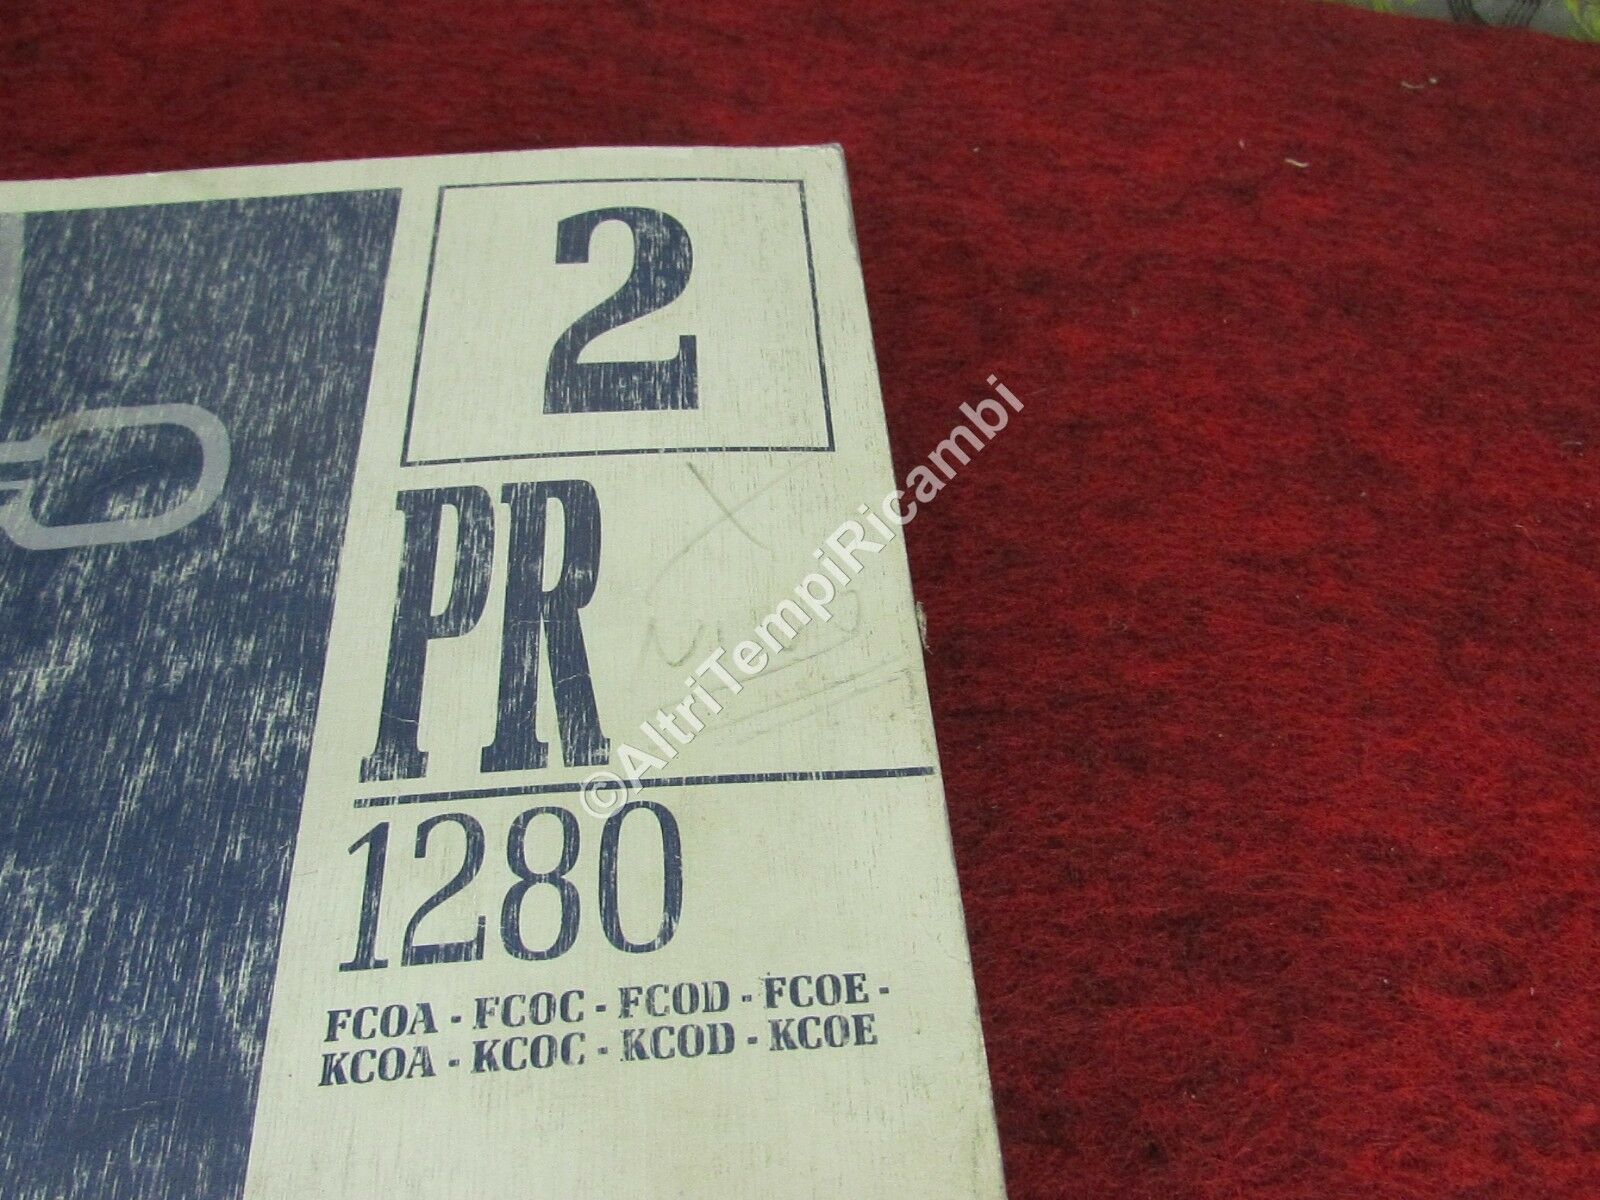 2
PR
1280
FCOA - FCOC - FCOD - FCOE -
KCOA - KCOC - KCOD - KCOE
©AltriTempiRicambi